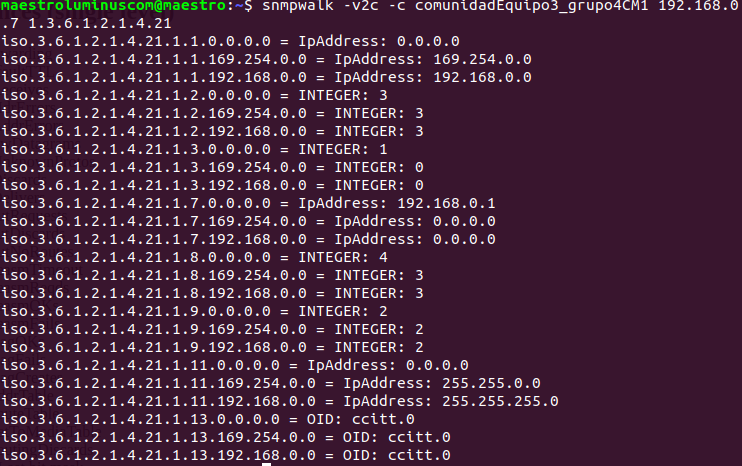 maestroluminuscom@maestro:~$ snmpwalk -v2c -c comunidadEquipo3_grupo4CM1 192.168.0
.7 1.3.6.1.2.1.4.21
iso.3.6.1.2.1.4.21.1.1.0.0.0.0 = IpAddress: 0.0.0.0
iso.3.6.1.2.1.4.21.1.1.169.254.0.0 = IpAddress: 169.254.0.0
iso.3.6.1.2.1.4.21.1.1.192.168.0.0 = IpAddress: 192.168.0.0
iso.3.6.1.2.1.4.21.1.2.0.0.0.0 = INTEGER: 3
iso.3.6.1.2.1.4.21.1.2.169.254.0.0 = INTEGER: 3
iso.3.6.1.2.1.4.21.1.2.192.168.0.0 = INTEGER: 3
iso.3.6.1.2.1.4.21.1.3.0.0.0.0 = INTEGER: 1
iso.3.6.1.2.1.4.21.1.3.169.254.0.0 = INTEGER: 0
iso.3.6.1.2.1.4.21.1.3.192.168.0.0 = INTEGER: 0
iso.3.6.1.2.1.4.21.1.7.0.0.0.0 = IpAddress: 192.168.0.1
iso.3.6.1.2.1.4.21.1.7.169.254.0.0 = IpAddress: 0.0.0.0
iso.3.6.1.2.1.4.21.1.7.192.168.0.0 = IpAddress: 0.0.0.0
iso.3.6.1.2.1.4.21.1.8.0.0.0.0 = INTEGER: 4
iso.3.6.1.2.1.4.21.1.8.169.254.0.0 = INTEGER: 3
iso.3.6.1.2.1.4.21.1.8.192.168.0.0 = INTEGER: 3
iso.3.6.1.2.1.4.21.1.9.0.0.0.0 = INTEGER: 2
iso.3.6.1.2.1.4.21.1.9.169.254.0.0 = INTEGER: 2
iso.3.6.1.2.1.4.21.1.9.192.168.0.0 = INTEGER: 2
iso.3.6.1.2.1.4.21.1.11.0.0.0.0 = IpAddress: 0.0.0.0
iso.3.6.1.2.1.4.21.1.11.169.254.0.0 = IpAddress: 255.255.0.0
iso.3.6.1.2.1.4.21.1.11.192.168.0.0 = IpAddress: 255.255.255.0
iso.3.6.1.2.1.4.21.1.13.0.0.0.0 = OID: ccitt.0
iso.3.6.1.2.1.4.21.1.13.169.254.0.0 = OID: ccitt.0
iso.3.6.1.2.1.4.21.1.13.192.168.0.0 = OID: ccitt.0